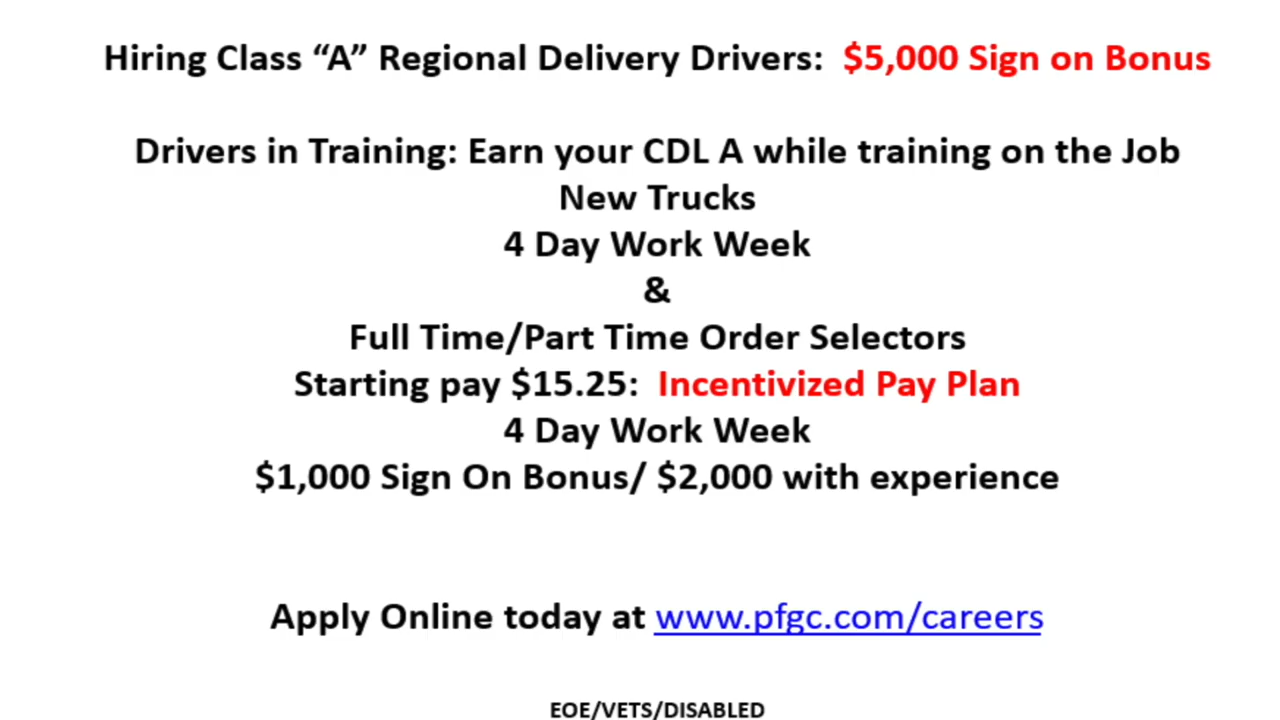 Hiring Class “A” Regional Delivery Drivers: $5,000 Sign on Bonus
Drivers in Training: Earn your CDL A while training on the Job
New Trucks
4 Day Work Week
&
Full Time/Part Time Order Selectors
Starting pay $15.25: Incentivized Pay Plan
4 Day Work Week
$1,000 Sign On Bonus/ $2,000 with experience
Apply Online today at www.pfgc.com/careers
EOE/VETS/DISABLED